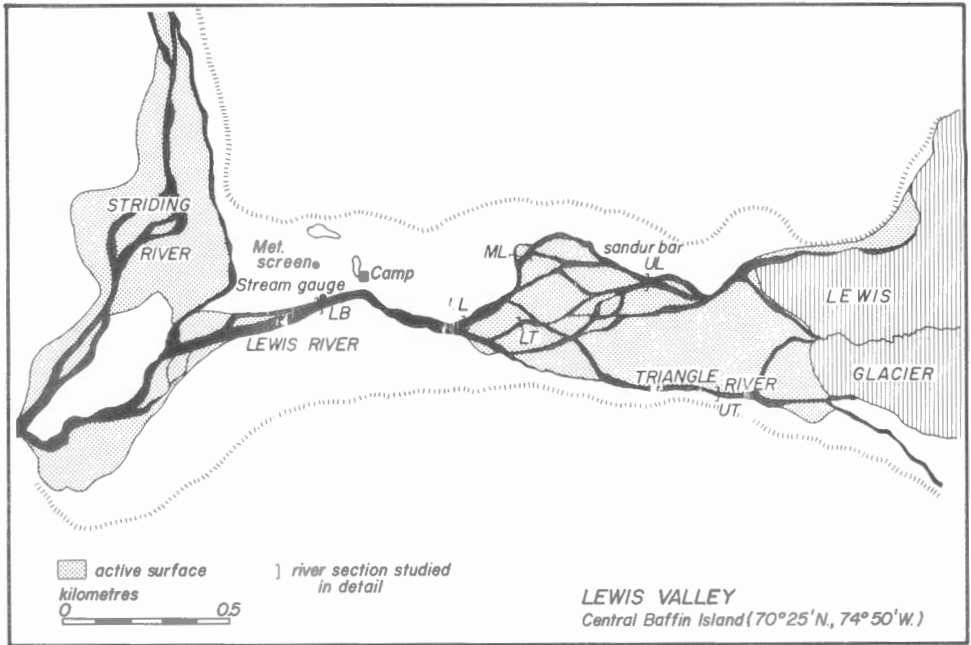 STRIDING
RIVER
Met.
screen
Camp
Stream gauge
LB
LEWIS RIVER
ML
sandur bar
UL
LL
LT
TRIANGLE RIVER
UT
LEWIS
GLACIER
active surface
river section studied
in detail
kilometres
0 05
LEWIS VALLEY
Central Baffin Island (70°25'N., 74°50'W.)